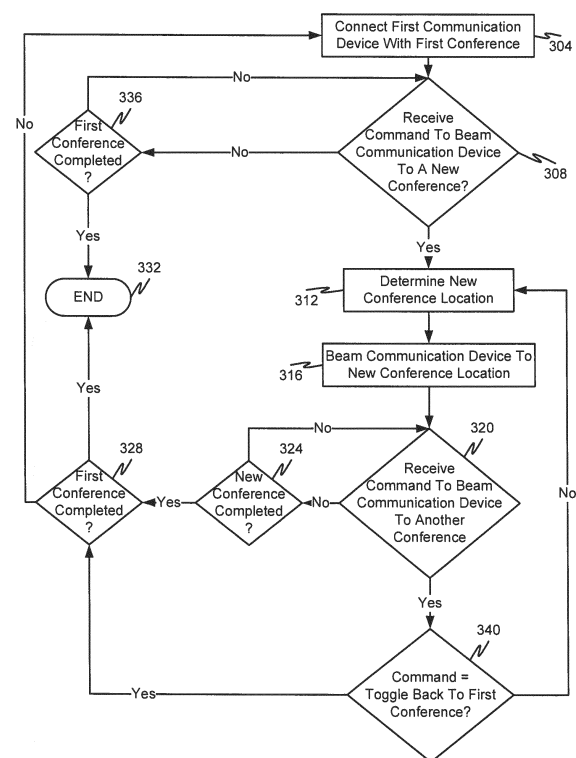 Connect First Communication
Device With First Conference
304
No
336
First
Conference
Completed
?
No
No
Receive
Command To Beam
Communication Device
To A New
Conference?
308
Yes
Yes
332
END
312
Determine New
Conference Location
316
Beam Communication Device To
New Conference Location
Yes
No
320
328
First
Conference
Completed
?
Yes
324
New
Conference
Completed
?
No
Receive
Command To Beam
Communication Device
To Another
Conference
No
Yes
340
Command =
Toggle Back To First
Conference?
Yes